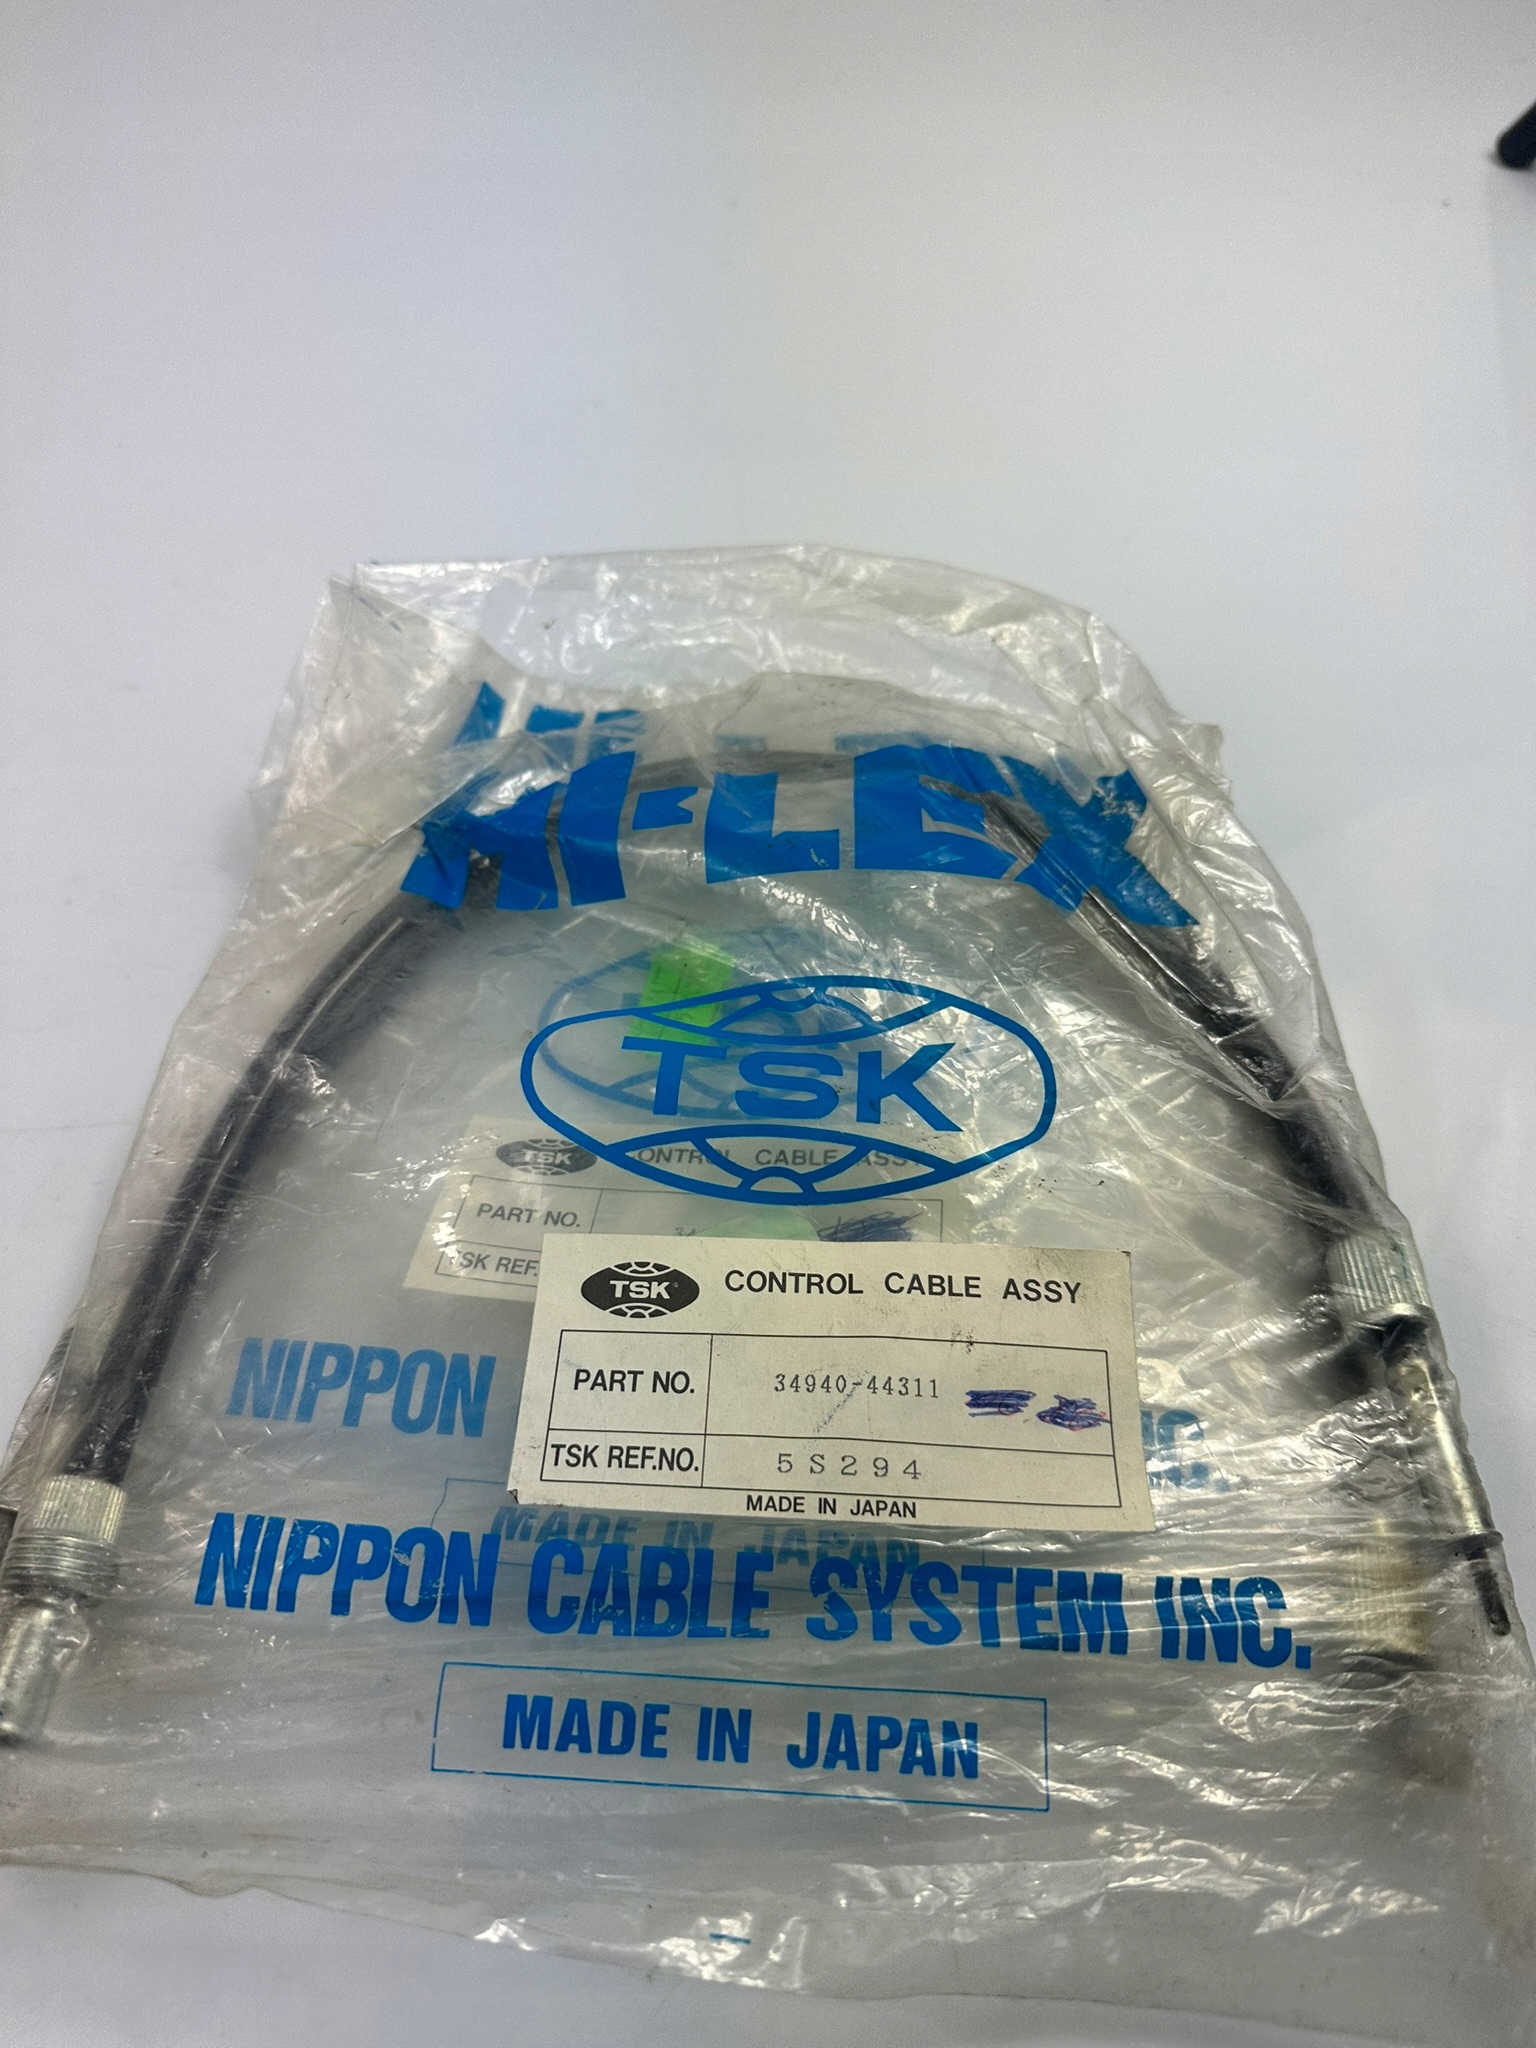 HI-LEX
TSK
TSK CONTROL CABLE ASSY
PART NO.
TSK REF.
TSK CONTROL CABLE ASSY
PART NO. 34940-44311
TSK REF.NO. 5S294
MADE IN JAPAN
NIPPON INC.
MADE IN JAPAN
NIPPON CABLE SYSTEM INC.
MADE IN JAPAN